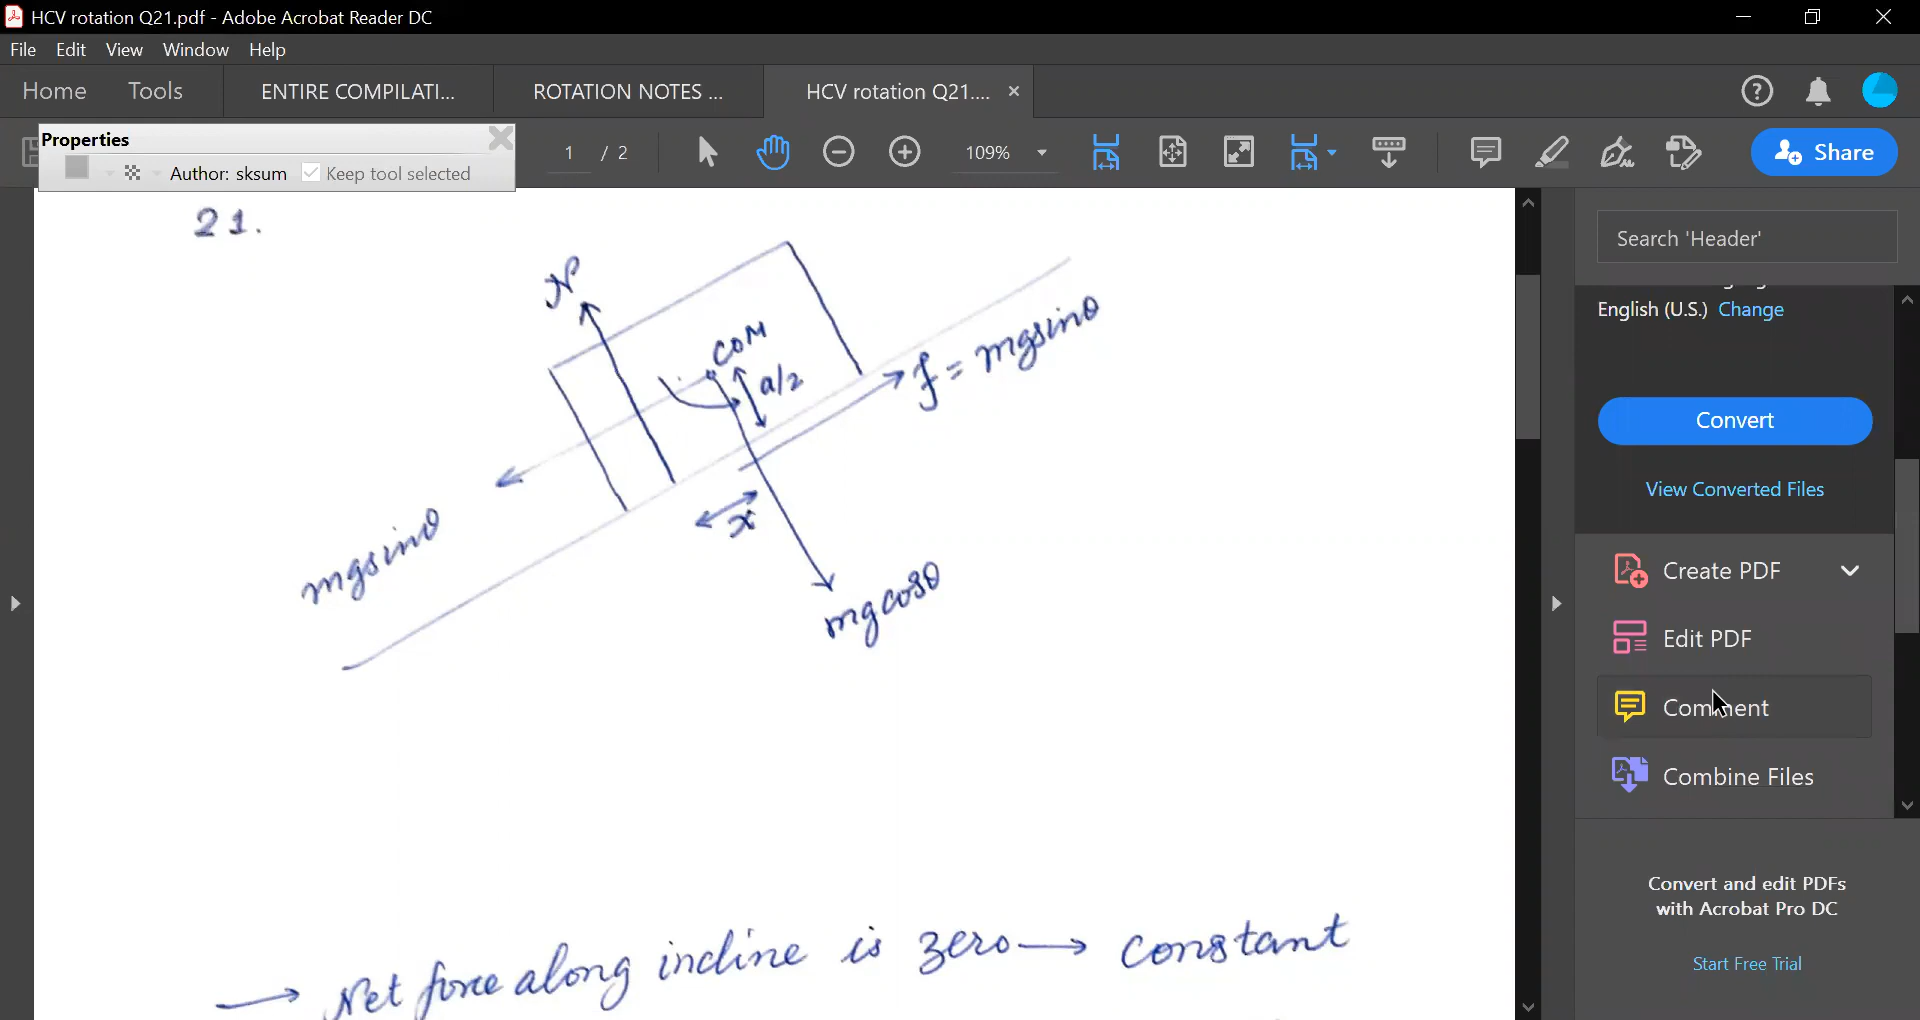 HCV rotation Q21.pdf - Adobe Acrobat Reader DC
File Edit View Window Help
Home Tools ENTIRE COMPILATI... ROTATION NOTES ... HCV rotation Q21.... ×
Properties
Author: sksum Keep tool selected
1 / 2 109% Share
21.
N
COM
a/2
f = mgsinθ
x
mgsinθ
mgcosθ
→ Net force along incline is zero → constant
Search 'Header'
English (U.S.) Change
Convert
View Converted Files
Create PDF
Edit PDF
Comment
Combine Files
Convert and edit PDFs
with Acrobat Pro DC
Start Free Trial